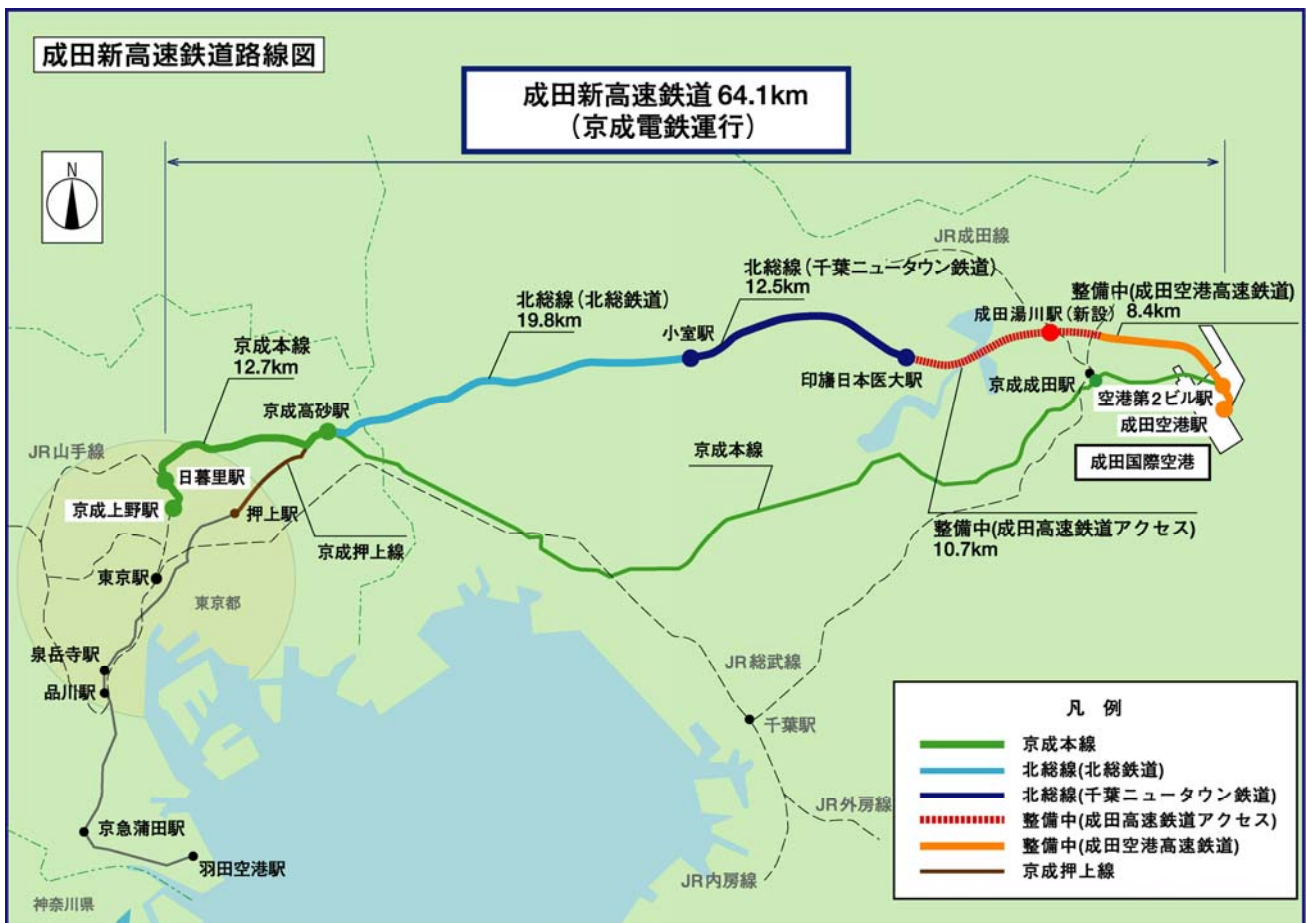 成田新高速鉄道路線図
成田新高速鉄道 64.1km
（京成電鉄運行）
N
JR成田線
北総線（千葉ニュータウン鉄道）
12.5km
整備中(成田空港高速鉄道)
8.4km
北総線（北総鉄道）
19.8km
成田湯川駅（新設）
小室駅
京成本線
12.7km
印旛日本医大駅
京成成田駅
空港第2ビル駅
京成高砂駅
成田空港駅
JR山手線
京成本線
成田国際空港
日暮里駅
京成上野駅
押上駅
整備中(成田高速鉄道アクセス)
10.7km
京成押上線
東京駅
東京都
泉岳寺駅
JR総武線
品川駅
千葉駅
凡 例
京成本線
北総線(北総鉄道)
北総線(千葉ニュータウン鉄道)
整備中(成田高速鉄道アクセス)
整備中(成田空港高速鉄道)
京成押上線
JR外房線
京急蒲田駅
羽田空港駅
JR内房線
神奈川県